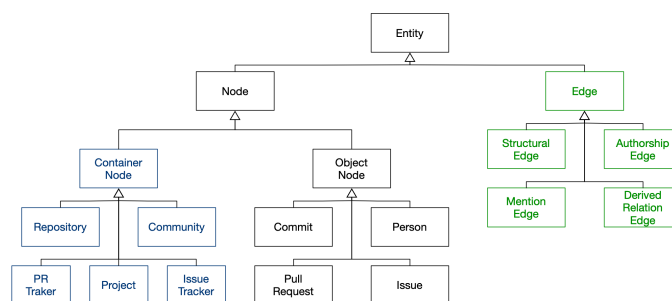 Entity
Node
Edge
Container
Node
Object
Node
Structural
Edge
Authorship
Edge
Repository
Community
Commit
Person
Mention
Edge
Derived
Relation
Edge
PR
Traker
Project
Issue
Tracker
Pull
Request
Issue